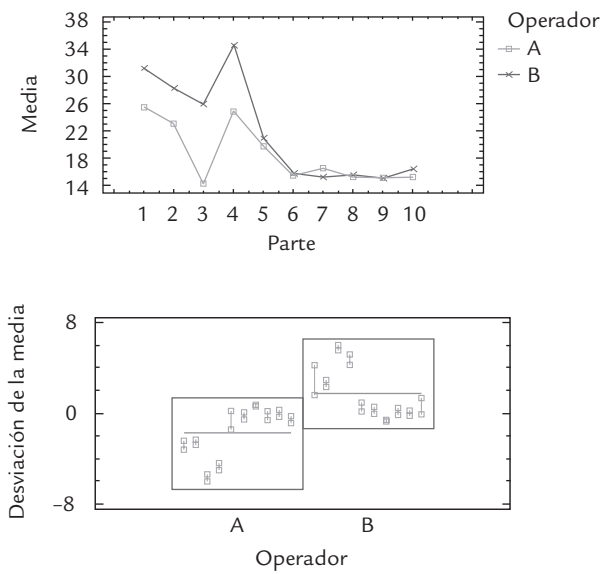 Operador
A
B
38
34
30
26
22
18
14
Media
1 2 3 4 5 6 7 8 9 10
Parte
8
0
−8
Desviación de la media
A B
Operador